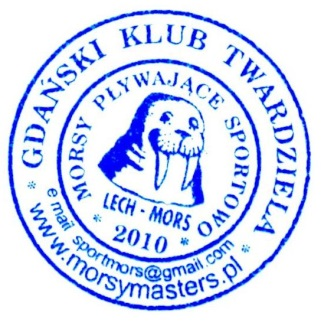 GDAŃSKI KLUB TWARDZIELA
MORSY PŁYWAJĄCE SPORTOWO
LECH - MORS
* 2010 *
* e mail sportmors@gmail.com *
www.morsymasters.pl